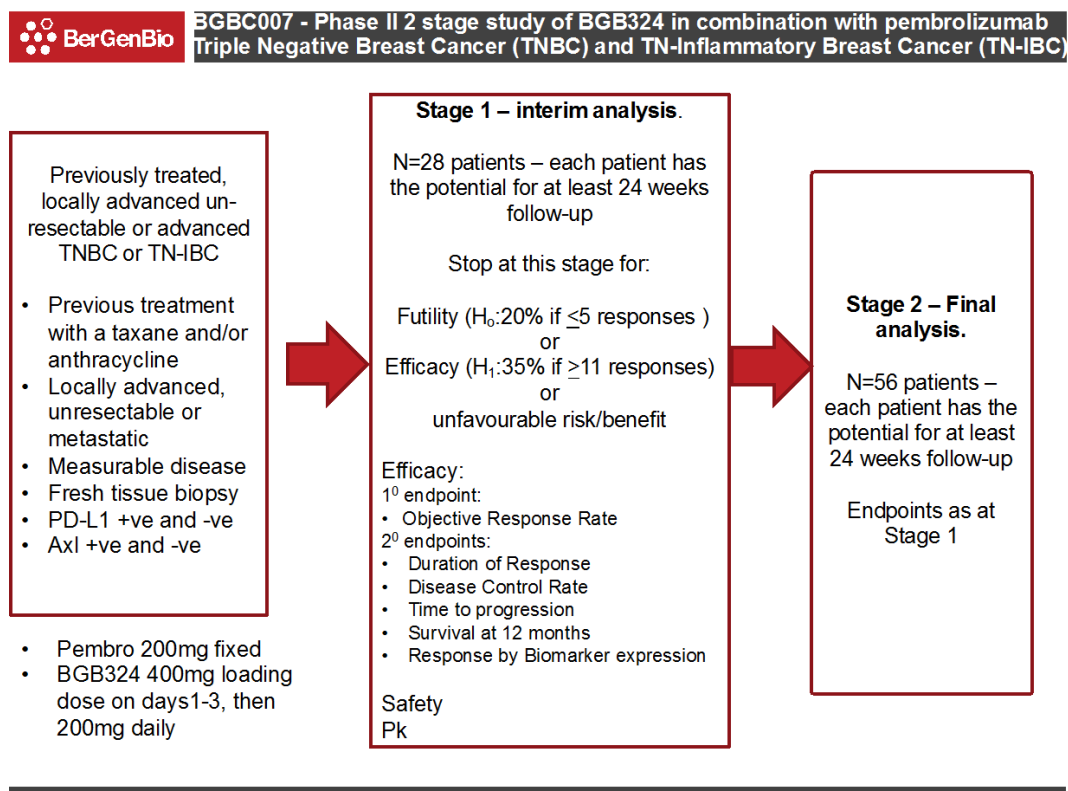 BerGenBio
BGBC007 - Phase II 2 stage study of BGB324 in combination with pembrolizumab
Triple Negative Breast Cancer (TNBC) and TN-Inflammatory Breast Cancer (TN-IBC)
Previously treated,
locally advanced un-
resectable or advanced
TNBC or TN-IBC
• Previous treatment
with a taxane and/or
anthracycline
• Locally advanced,
unresectable or
metastatic
• Measurable disease
• Fresh tissue biopsy
• PD-L1 +ve and -ve
• Axl +ve and -ve
• Pembro 200mg fixed
• BGB324 400mg loading
dose on days1-3, then
200mg daily
Stage 1 – interim analysis.
N=28 patients – each patient has
the potential for at least 24 weeks
follow-up
Stop at this stage for:
Futility (Ho:20% if ≤5 responses )
or
Efficacy (H1:35% if ≥11 responses)
or
unfavourable risk/benefit
Efficacy:
1⁰ endpoint:
• Objective Response Rate
2⁰ endpoints:
• Duration of Response
• Disease Control Rate
• Time to progression
• Survival at 12 months
• Response by Biomarker expression
Safety
Pk
Stage 2 – Final
analysis.
N=56 patients –
each patient has the
potential for at least
24 weeks follow-up
Endpoints as at
Stage 1